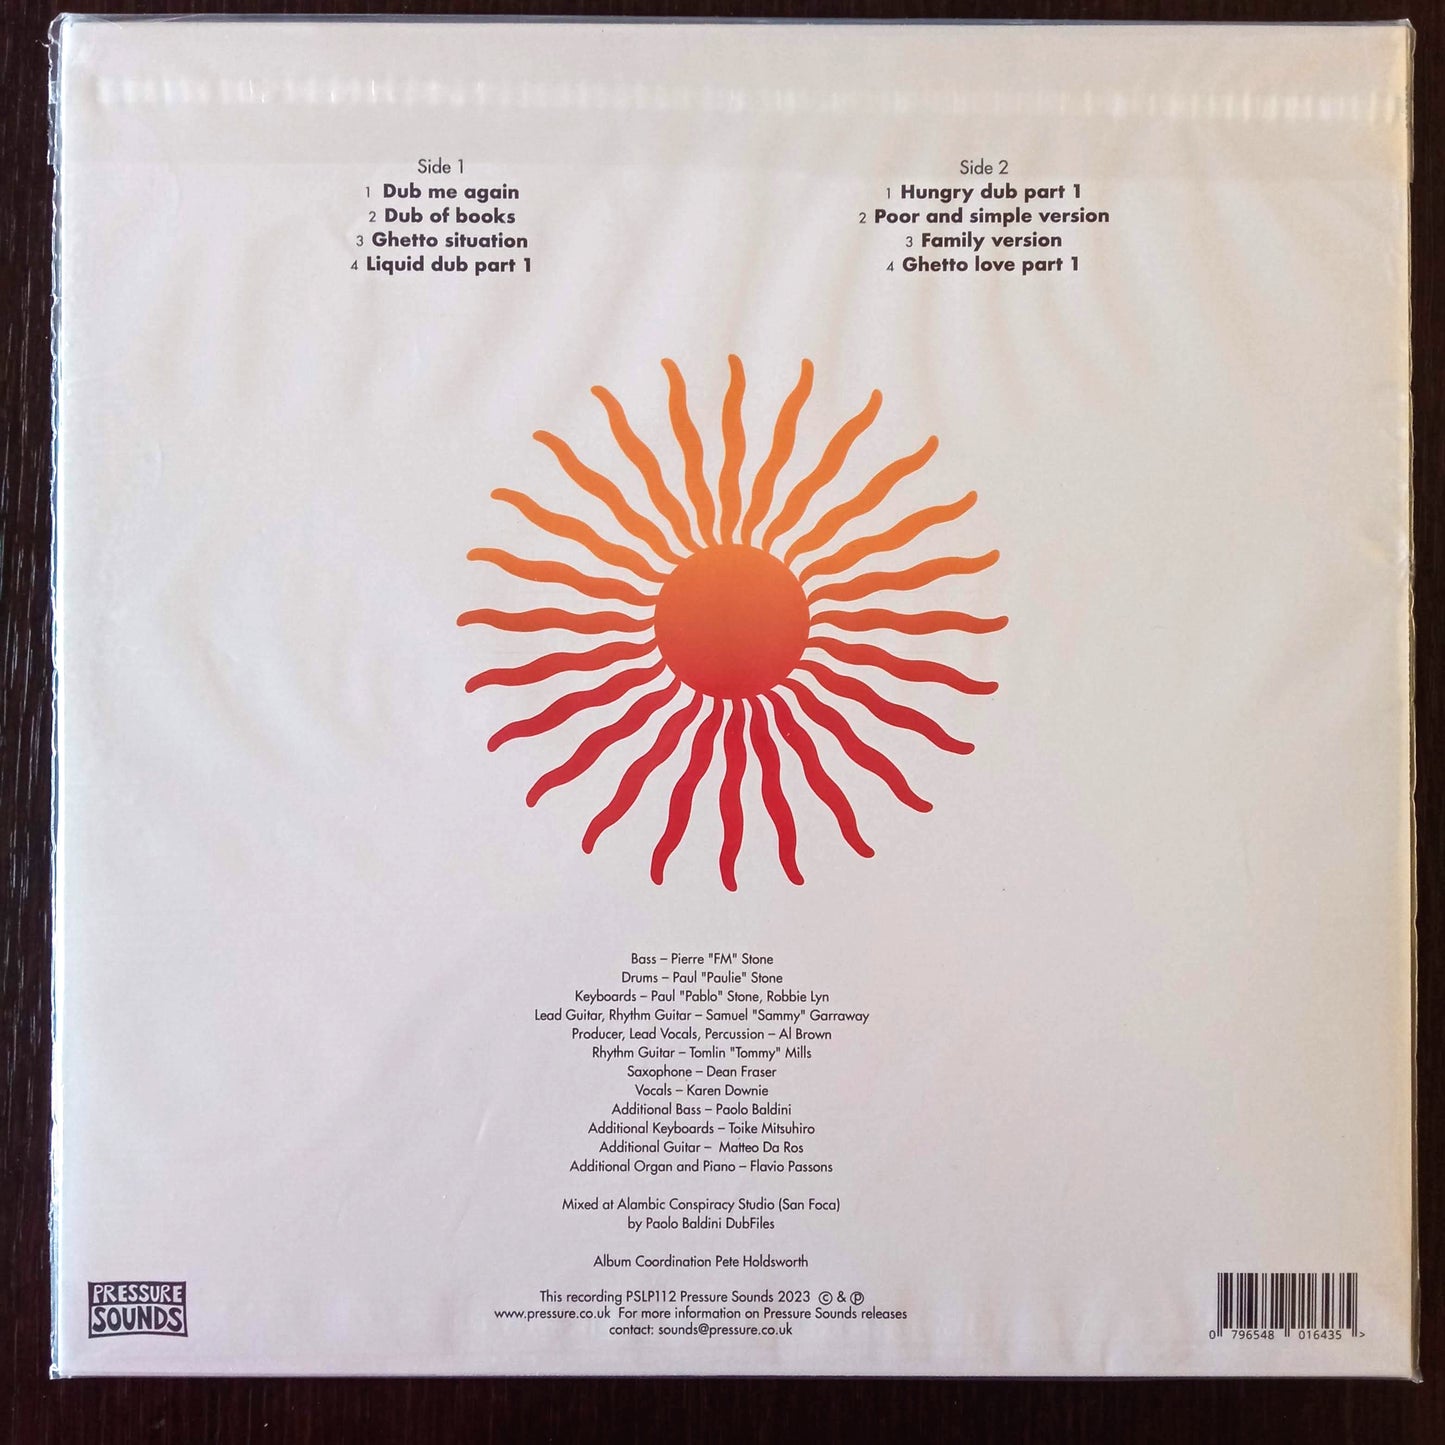 Side 1
1 Dub me again
2 Dub of books
3 Ghetto situation
4 Liquid dub part 1
Side 2
1 Hungry dub part 1
2 Poor and simple version
3 Family version
4 Ghetto love part 1
Bass – Pierre "FM" Stone
Drums – Paul "Paulie" Stone
Keyboards – Paul "Pablo" Stone, Robbie Lyn
Lead Guitar, Rhythm Guitar – Samuel "Sammy" Garraway
Producer, Lead Vocals, Percussion – Al Brown
Rhythm Guitar – Tomlin "Tommy" Mills
Saxophone – Dean Fraser
Vocals – Karen Downie
Additional Bass – Paolo Baldini
Additional Keyboards – Toike Mitsuhiro
Additional Guitar – Matteo Da Ros
Additional Organ and Piano – Flavio Passons
Mixed at Alambic Conspiracy Studio (San Foca)
by Paolo Baldini DubFiles
Album Coordination Pete Holdsworth
This recording PSLP112 Pressure Sounds 2023 © & ℗
www.pressure.co.uk For more information on Pressure Sounds releases
contact: sounds@pressure.co.uk
PRESSURE
SOUNDS
0 796548 016435 >